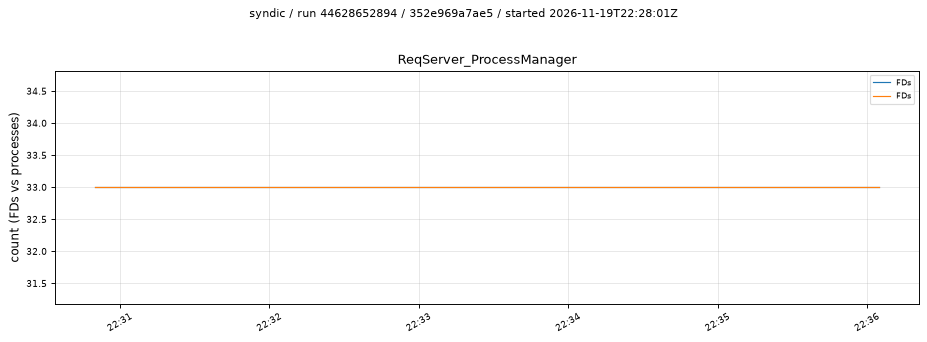 syndic / run 44628652894 / 352e969a7ae5 / started 2026-11-19T22:28:01Z
ReqServer_ProcessManager
count (FDs vs processes)
34.5
34.0
33.5
33.0
32.5
32.0
31.5
FDs
FDs
22:31
22:32
22:33
22:34
22:35
22:36